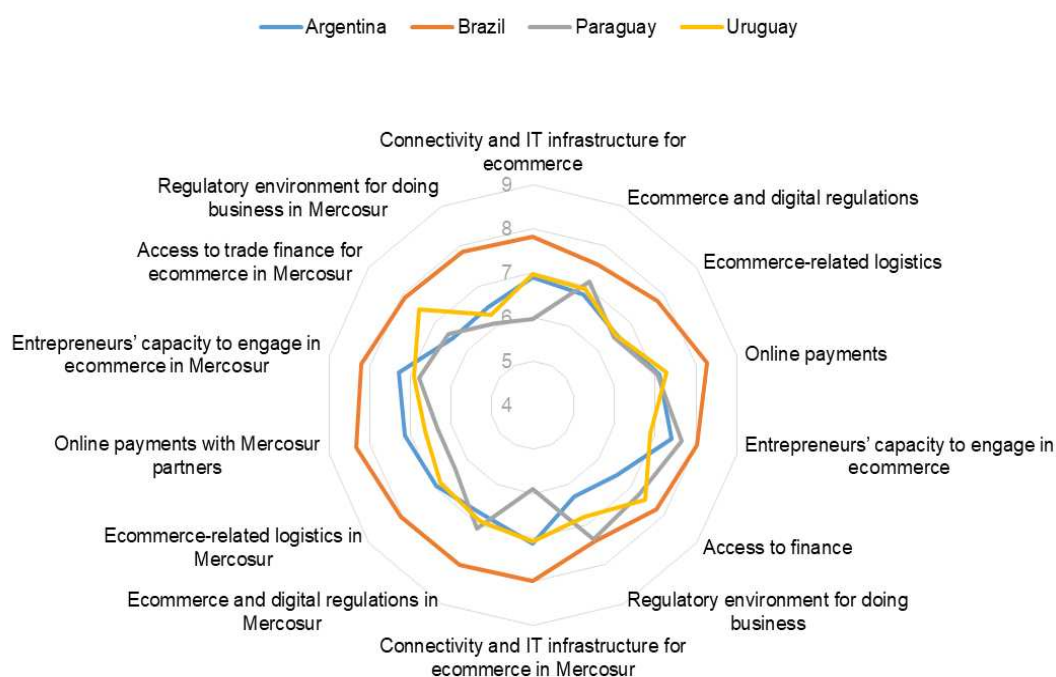 Argentina Brazil Paraguay Uruguay
Connectivity and IT infrastructure for
ecommerce
Ecommerce and digital regulations
Ecommerce-related logistics
Online payments
Entrepreneurs’ capacity to engage in
ecommerce
Access to finance
Regulatory environment for doing
business
Connectivity and IT infrastructure for
ecommerce in Mercosur
Ecommerce and digital regulations in
Mercosur
Ecommerce-related logistics in
Mercosur
Online payments with Mercosur
partners
Entrepreneurs’ capacity to engage in
ecommerce in Mercosur
Access to trade finance for
ecommerce in Mercosur
Regulatory environment for doing
business in Mercosur
9
8
7
6
5
4